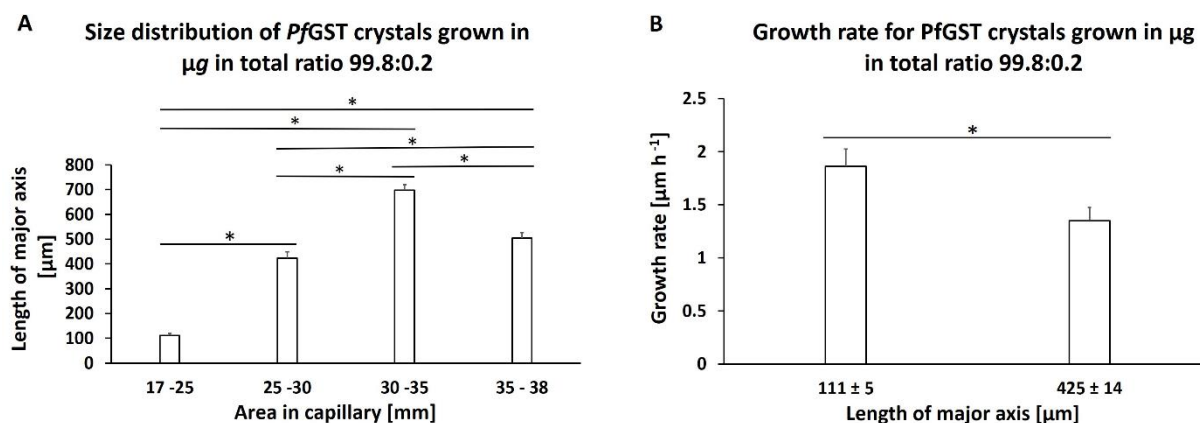 A
Size distribution of PfGST crystals grown in
µg in total ratio 99.8:0.2
*
*
*
*
*
*
Length of major axis
[µm]
800
700
600
500
400
300
200
100
0
17 -25
25 -30
30 -35
35 - 38
Area in capillary [mm]
B
Growth rate for PfGST crystals grown in µg
in total ratio 99.8:0.2
*
Growth rate [µm h⁻¹]
2.5
2
1.5
1
0.5
0
111 ± 5
425 ± 14
Length of major axis [µm]